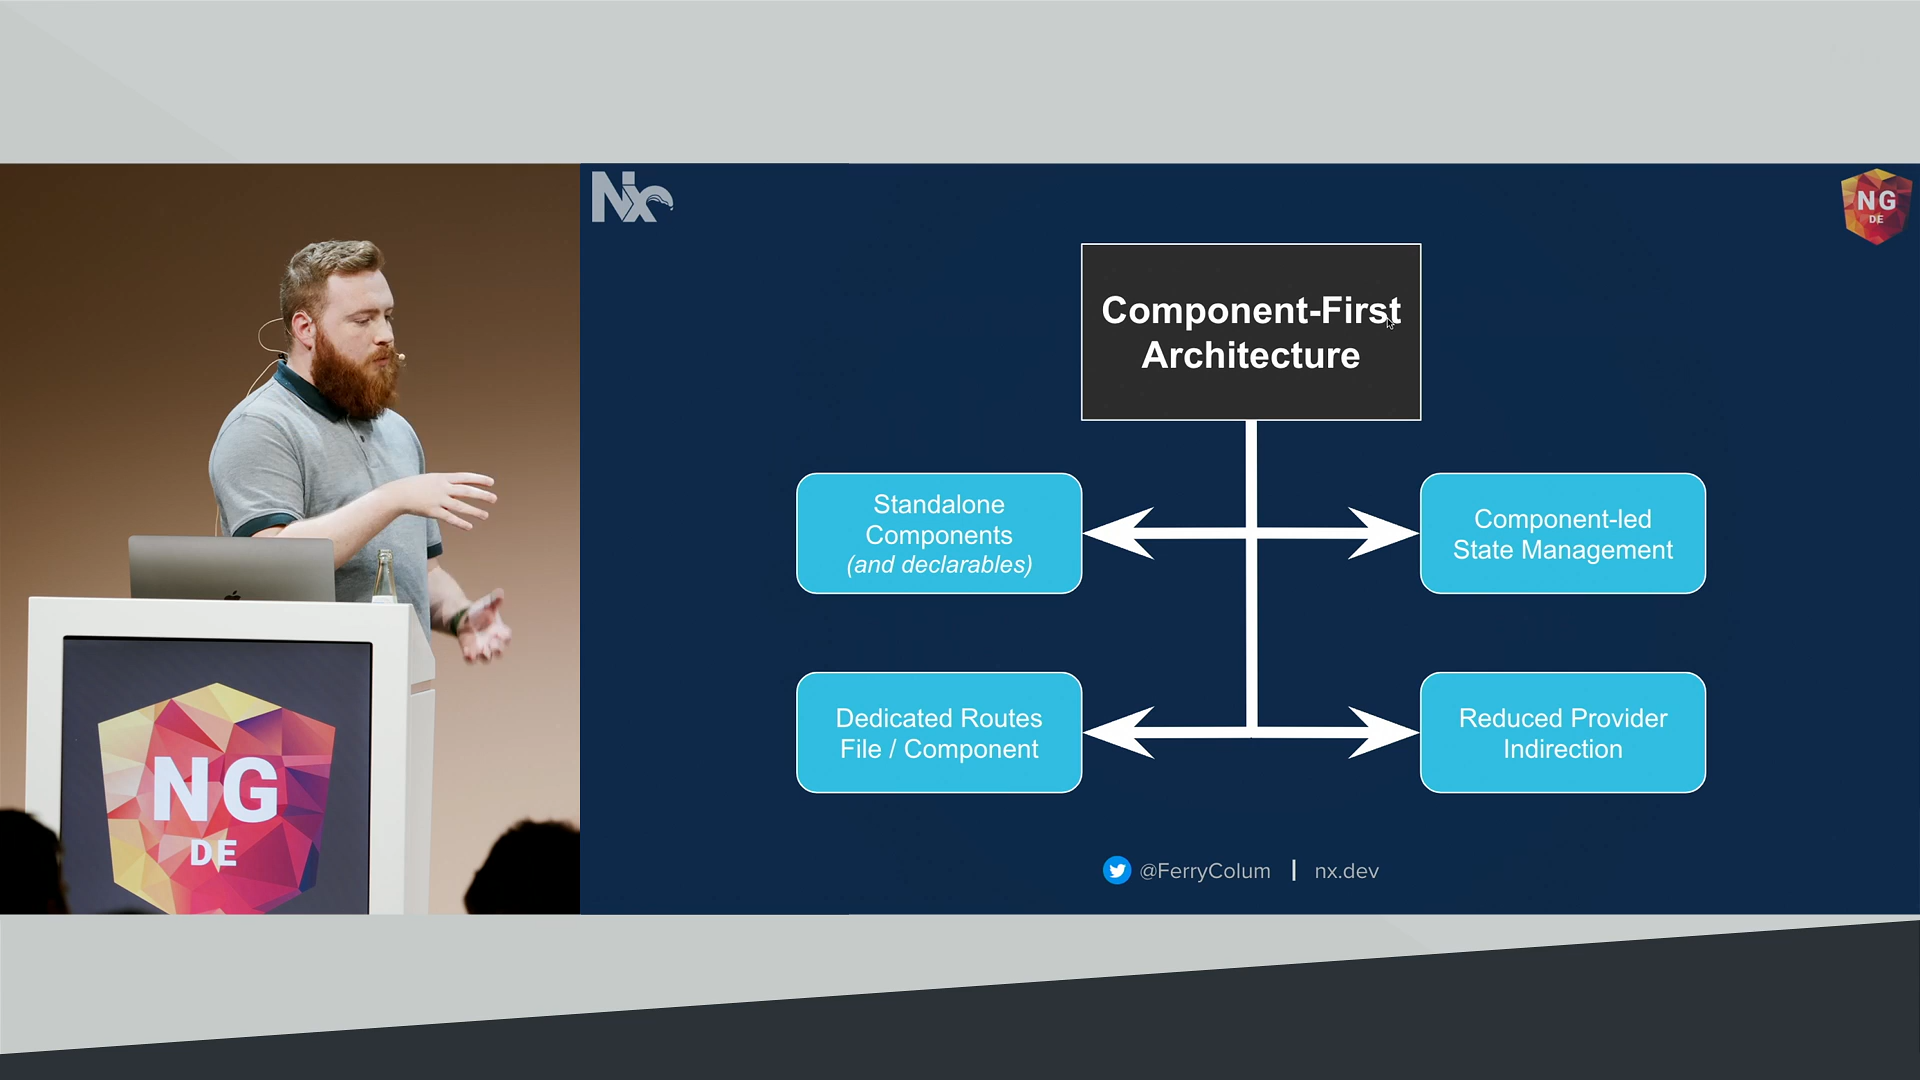 Nx
NG
DE
Component-First
Architecture
Standalone
Components
(and declarables)
Component-led
State Management
Dedicated Routes
File / Component
Reduced Provider
Indirection
@FerryColum | nx.dev
NG
DE